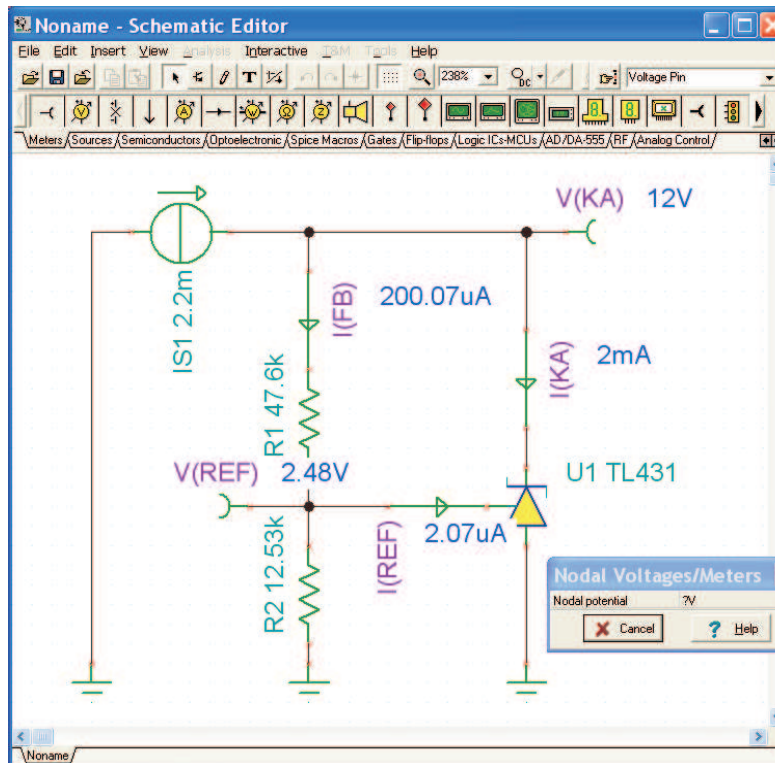 Noname - Schematic Editor
File Edit Insert View Analysis Interactive T&M Tools Help
238% DC Voltage Pin
Meters Sources Semiconductors Optoelectronic Spice Macros Gates Flip-flops Logic ICs-MCUs AD/DA-555 RF Analog Control
V(KA) 12V
IS1 2.2m
I(FB)
200.07uA
I(KA)
2mA
R1 47.6k
V(REF) 2.48V
U1 TL431
I(REF)
2.07uA
R2 12.53k
Nodal Voltages/Meters
Nodal potential ?V
Cancel
? Help
Noname